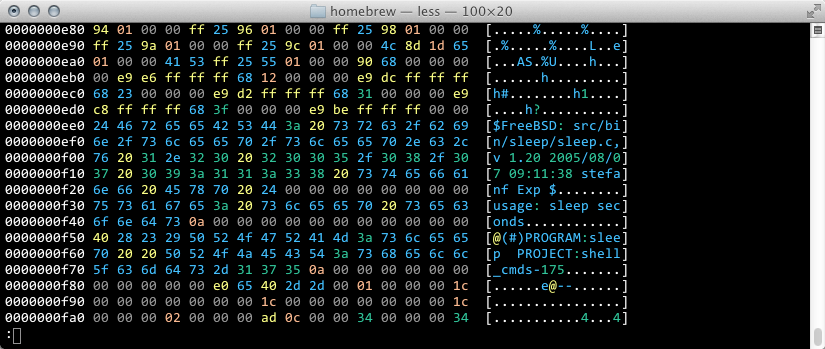 homebrew — less — 100×20
0000000e80 94 01 00 00 ff 25 96 01 00 00 ff 25 98 01 00 00 [.....%.....%....]
0000000e90 ff 25 9a 01 00 00 ff 25 9c 01 00 00 4c 8d 1d 65 [.%.....%....L..e]
0000000ea0 01 00 00 41 53 ff 25 55 01 00 00 90 68 00 00 00 [...AS.%U....h...]
0000000eb0 00 e9 e6 ff ff ff 68 12 00 00 00 e9 dc ff ff ff [......h.........]
0000000ec0 68 23 00 00 00 e9 d2 ff ff ff 68 31 00 00 00 e9 [h#........h1....]
0000000ed0 c8 ff ff ff 68 3f 00 00 00 e9 be ff ff ff 00 00 [....h?..........]
0000000ee0 24 46 72 65 65 42 53 44 3a 20 73 72 63 2f 62 69 [$FreeBSD: src/bi]
0000000ef0 6e 2f 73 6c 65 65 70 2f 73 6c 65 65 70 2e 63 2c [n/sleep/sleep.c,]
0000000f00 76 20 31 2e 32 30 20 32 30 30 35 2f 30 38 2f 30 [v 1.20 2005/08/0]
0000000f10 37 20 30 39 3a 31 31 3a 33 38 20 73 74 65 66 61 [7 09:11:38 stefa]
0000000f20 6e 66 20 45 78 70 20 24 00 00 00 00 00 00 00 00 [nf Exp $........]
0000000f30 75 73 61 67 65 3a 20 73 6c 65 65 70 20 73 65 63 [usage: sleep sec]
0000000f40 6f 6e 64 73 0a 00 00 00 00 00 00 00 00 00 00 00 [onds............]
0000000f50 40 28 23 29 50 52 4f 47 52 41 4d 3a 73 6c 65 65 [@(#)PROGRAM:slee]
0000000f60 70 20 20 50 52 4f 4a 45 43 54 3a 73 68 65 6c 6c [p  PROJECT:shell]
0000000f70 5f 63 6d 64 73 2d 31 37 35 0a 00 00 00 00 00 00 [_cmds-175.......]
0000000f80 00 00 00 00 00 e0 65 40 2d 2d 00 01 00 00 00 1c [......e@--......]
0000000f90 00 00 00 00 00 00 00 1c 00 00 00 00 00 00 00 1c [................]
0000000fa0 00 00 00 02 00 00 00 ad 0c 00 00 34 00 00 00 34 [...........4...4]
: